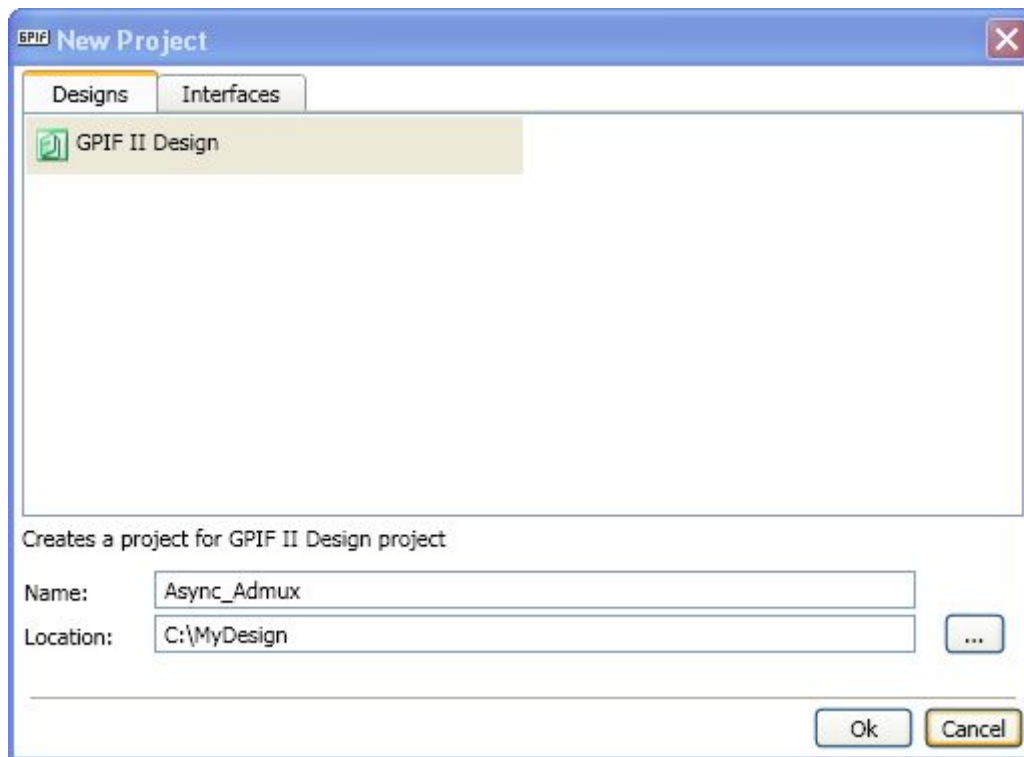 GPIF New Project
Designs Interfaces
GPIF II Design
Creates a project for GPIF II Design project
Name: Async_Admux
Location: C:\MyDesign ...
Ok Cancel